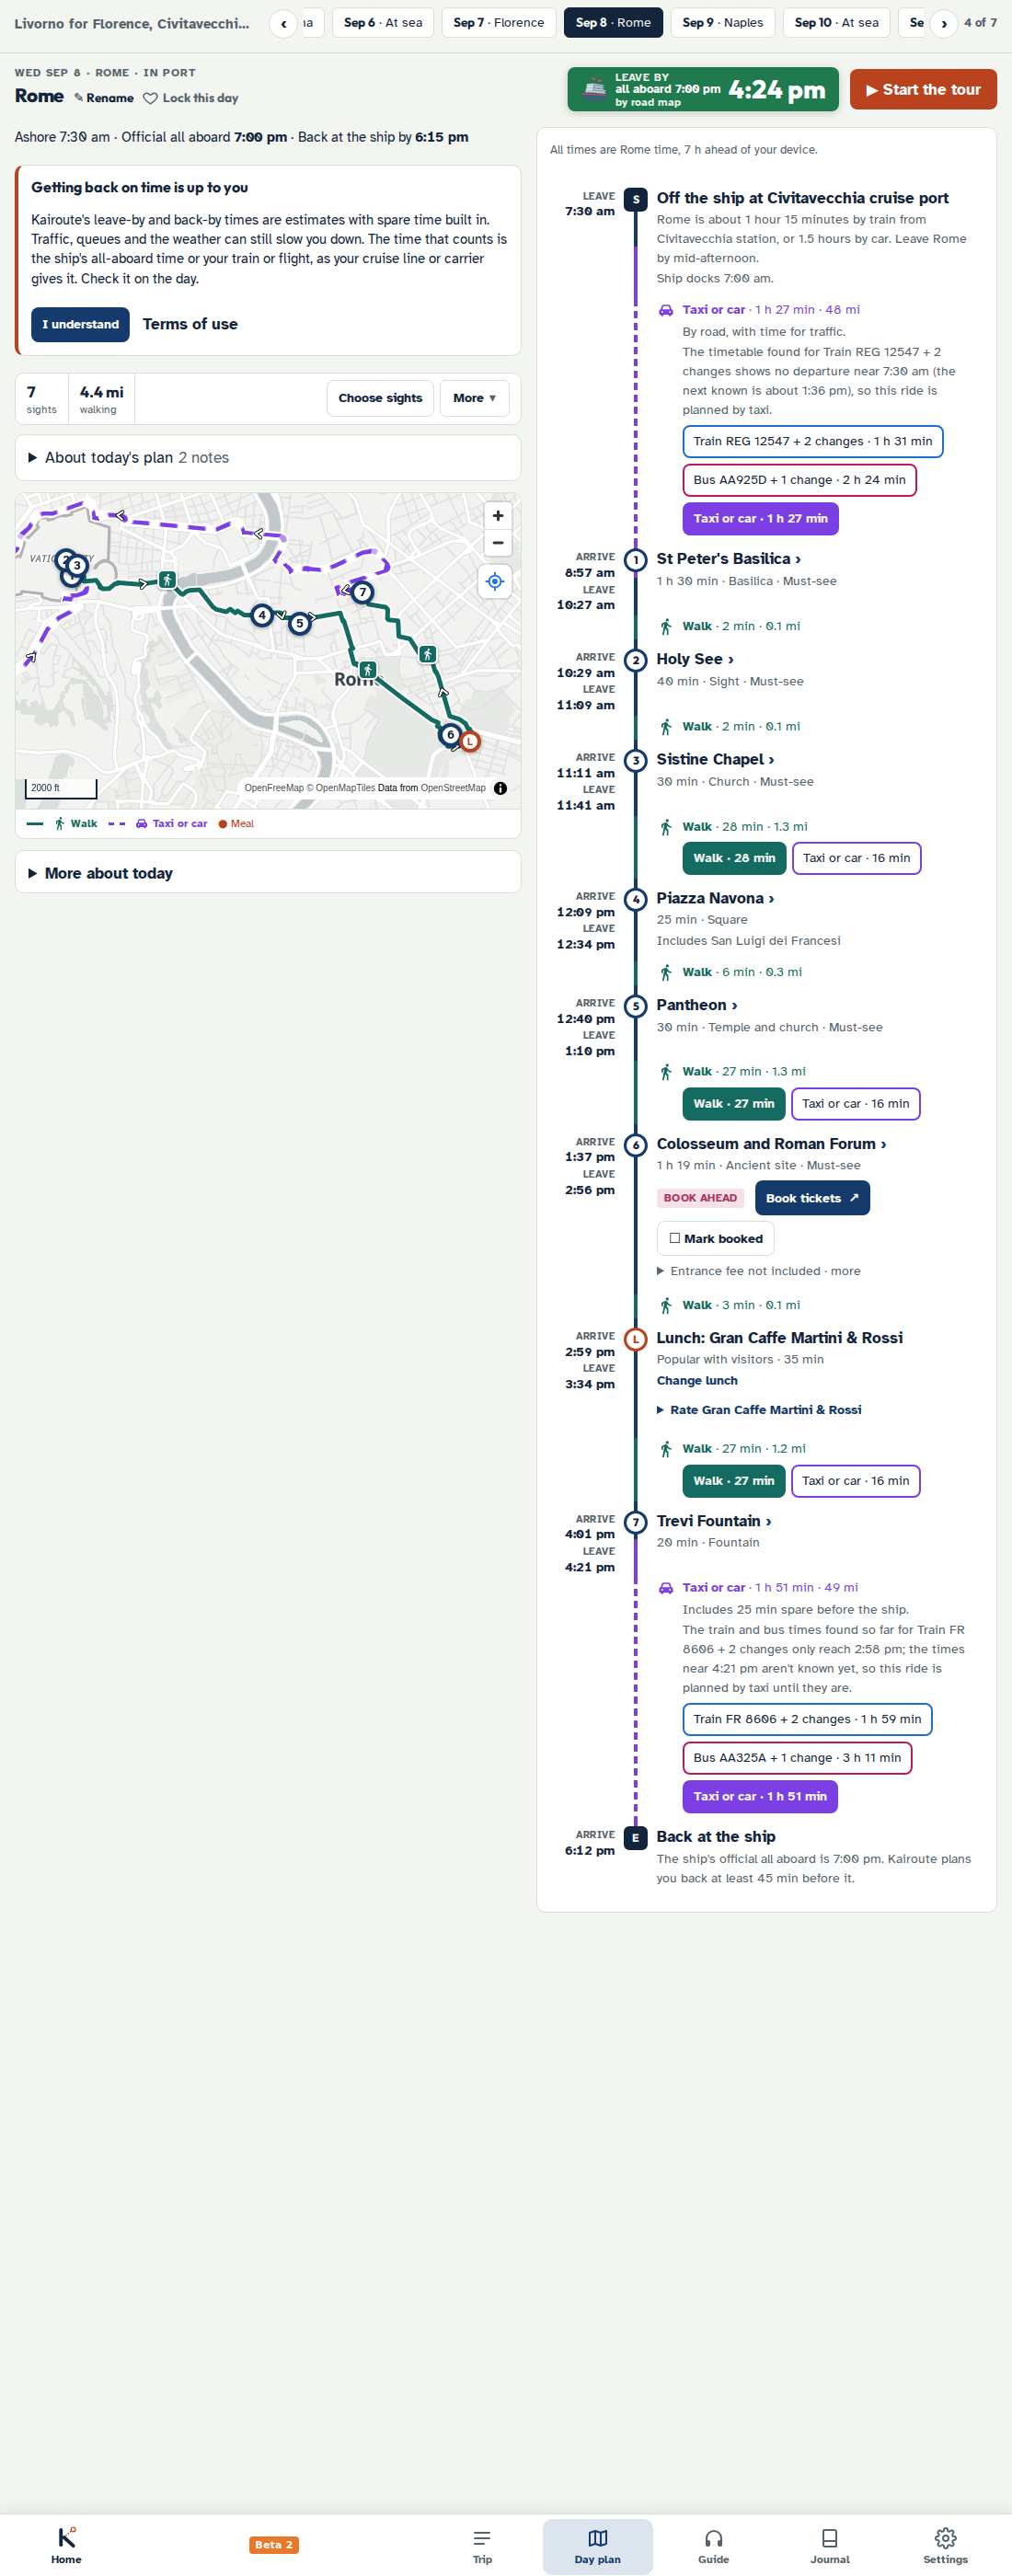 Livorno for Florence, Civitavecchi...
‹
na
Sep 6 · At sea
Sep 7 · Florence
Sep 8 · Rome
Sep 9 · Naples
Sep 10 · At sea
Se
›
4 of 7
WED SEP 8 · ROME · IN PORT
Rome ✎ Rename Lock this day
LEAVE BY
all aboard 7:00 pm
by road map
4:24 pm
▶ Start the tour
Ashore 7:30 am · Official all aboard 7:00 pm · Back at the ship by 6:15 pm
Getting back on time is up to you
Kairoute's leave-by and back-by times are estimates with spare time built in.
Traffic, queues and the weather can still slow you down. The time that counts is
the ship's all-aboard time or your train or flight, as your cruise line or carrier
gives it. Check it on the day.
I understand
Terms of use
7
sights
4.4 mi
walking
Choose sights
More ▼
▶ About today's plan 2 notes
3
4
5
7
6
L
Rome
+
−
2000 ft
OpenFreeMap © OpenMapTiles Data from OpenStreetMap
Walk
Taxi or car
Meal
▶ More about today
All times are Rome time, 7 h ahead of your device.
LEAVE
7:30 am
S
Off the ship at Civitavecchia cruise port
Rome is about 1 hour 15 minutes by train from
Civitavecchia station, or 1.5 hours by car. Leave Rome
by mid-afternoon.
Ship docks 7:00 am.
Taxi or car · 1 h 27 min · 48 mi
By road, with time for traffic.
The timetable found for Train REG 12547 + 2
changes shows no departure near 7:30 am (the
next known is about 1:36 pm), so this ride is
planned by taxi.
Train REG 12547 + 2 changes · 1 h 31 min
Bus AA925D + 1 change · 2 h 24 min
Taxi or car · 1 h 27 min
ARRIVE
8:57 am
LEAVE
10:27 am
1
St Peter's Basilica ›
1 h 30 min · Basilica · Must-see
Walk · 2 min · 0.1 mi
ARRIVE
10:29 am
LEAVE
11:09 am
2
Holy See ›
40 min · Sight · Must-see
Walk · 2 min · 0.1 mi
ARRIVE
11:11 am
LEAVE
11:41 am
3
Sistine Chapel ›
30 min · Church · Must-see
Walk · 28 min · 1.3 mi
Walk · 28 min
Taxi or car · 16 min
ARRIVE
12:09 pm
LEAVE
12:34 pm
4
Piazza Navona ›
25 min · Square
Includes San Luigi dei Francesi
Walk · 6 min · 0.3 mi
ARRIVE
12:40 pm
LEAVE
1:10 pm
5
Pantheon ›
30 min · Temple and church · Must-see
Walk · 27 min · 1.3 mi
Walk · 27 min
Taxi or car · 16 min
ARRIVE
1:37 pm
LEAVE
2:56 pm
6
Colosseum and Roman Forum ›
1 h 19 min · Ancient site · Must-see
BOOK AHEAD
Book tickets ↗
☐ Mark booked
▶ Entrance fee not included · more
Walk · 3 min · 0.1 mi
ARRIVE
2:59 pm
LEAVE
3:34 pm
L
Lunch: Gran Caffe Martini & Rossi
Popular with visitors · 35 min
Change lunch
▶ Rate Gran Caffe Martini & Rossi
Walk · 27 min · 1.2 mi
Walk · 27 min
Taxi or car · 16 min
ARRIVE
4:01 pm
LEAVE
4:21 pm
7
Trevi Fountain ›
20 min · Fountain
Taxi or car · 1 h 51 min · 49 mi
Includes 25 min spare before the ship.
The train and bus times found so far for Train FR
8606 + 2 changes only reach 2:58 pm; the times
near 4:21 pm aren't known yet, so this ride is
planned by taxi until they are.
Train FR 8606 + 2 changes · 1 h 59 min
Bus AA325A + 1 change · 3 h 11 min
Taxi or car · 1 h 51 min
ARRIVE
6:12 pm
E
Back at the ship
The ship's official all aboard is 7:00 pm. Kairoute plans
you back at least 45 min before it.
Home
Beta 2
Trip
Day plan
Guide
Journal
Settings